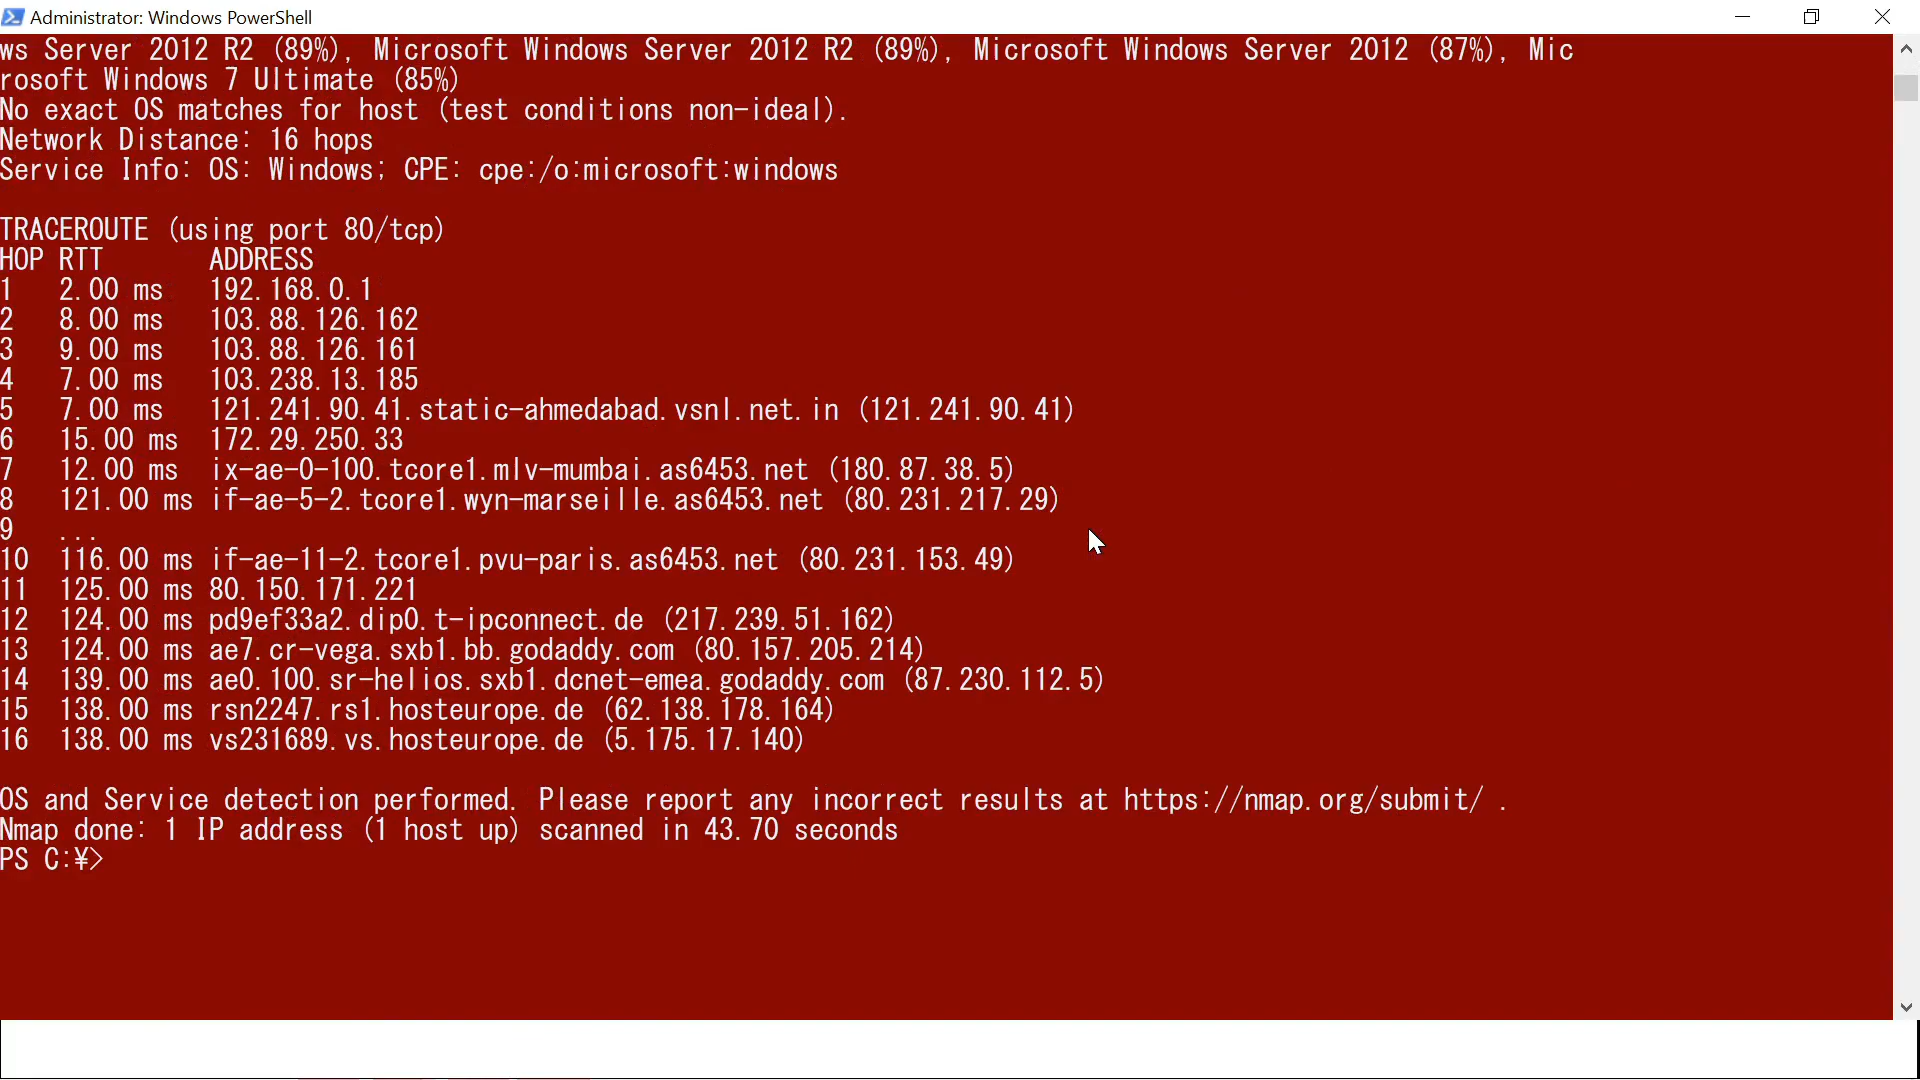 Administrator: Windows PowerShell
ws Server 2012 R2 (89%), Microsoft Windows Server 2012 R2 (89%), Microsoft Windows Server 2012 (87%), Mic
rosoft Windows 7 Ultimate (85%)
No exact OS matches for host (test conditions non-ideal).
Network Distance: 16 hops
Service Info: OS: Windows; CPE: cpe:/o:microsoft:windows
TRACEROUTE (using port 80/tcp)
HOP RTT       ADDRESS
1   2.00 ms   192.168.0.1
2   8.00 ms   103.88.126.162
3   9.00 ms   103.88.126.161
4   7.00 ms   103.238.13.185
5   7.00 ms   121.241.90.41.static-ahmedabad.vsnl.net.in (121.241.90.41)
6   15.00 ms  172.29.250.33
7   12.00 ms  ix-ae-0-100.tcore1.mlv-mumbai.as6453.net (180.87.38.5)
8   121.00 ms if-ae-5-2.tcore1.wyn-marseille.as6453.net (80.231.217.29)
9   ...
10  116.00 ms if-ae-11-2.tcore1.pvu-paris.as6453.net (80.231.153.49)
11  125.00 ms 80.150.171.221
12  124.00 ms pd9ef33a2.dip0.t-ipconnect.de (217.239.51.162)
13  124.00 ms ae7.cr-vega.sxb1.bb.godaddy.com (80.157.205.214)
14  139.00 ms ae0.100.sr-helios.sxb1.dcnet-emea.godaddy.com (87.230.112.5)
15  138.00 ms rsn2247.rs1.hosteurope.de (62.138.178.164)
16  138.00 ms vs231689.vs.hosteurope.de (5.175.17.140)
OS and Service detection performed. Please report any incorrect results at https://nmap.org/submit/ .
Nmap done: 1 IP address (1 host up) scanned in 43.70 seconds
PS C:¥>